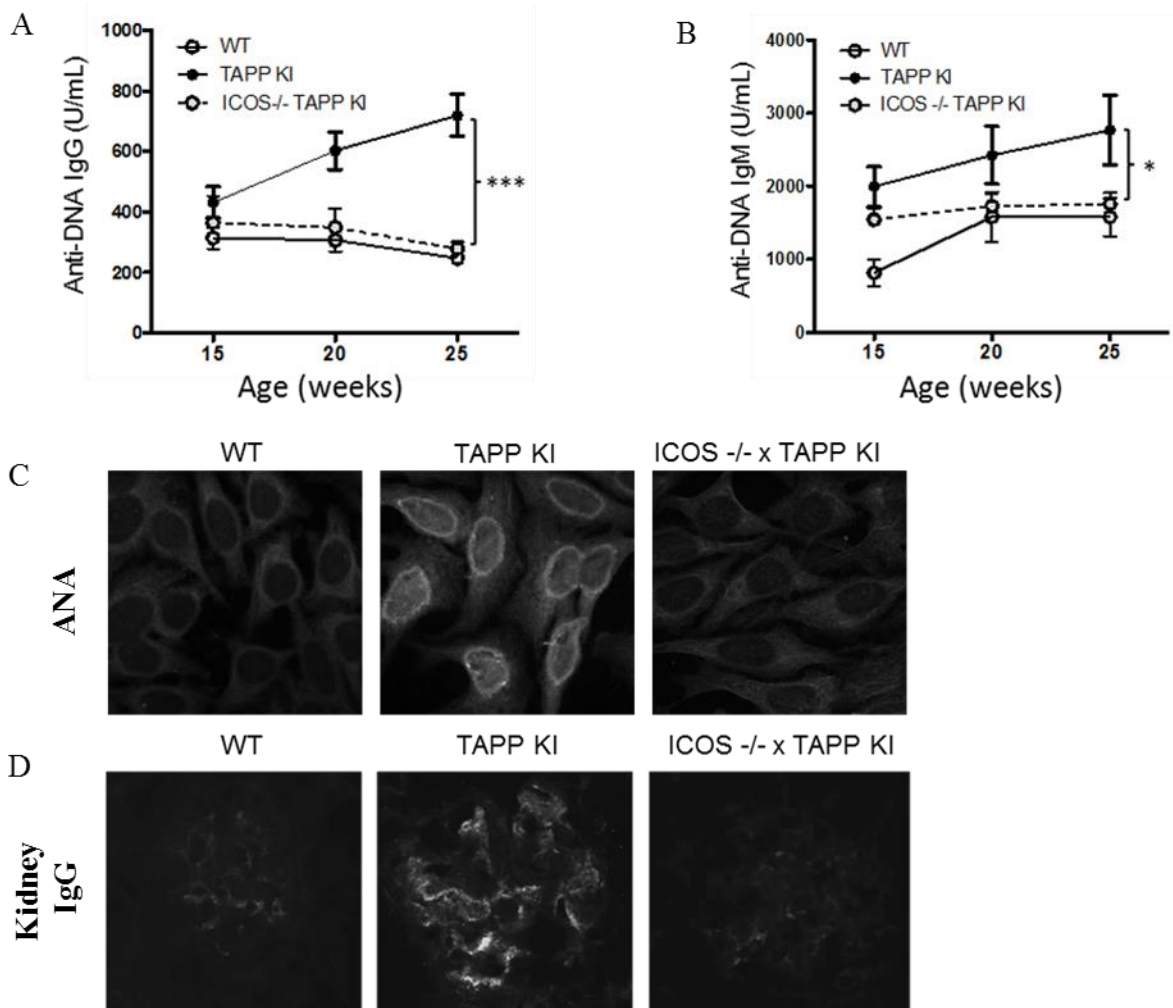 A
Anti-DNA IgG (U/mL)
1000
800
600
400
200
0
WT
TAPP KI
ICOS-/- TAPP KI
***
15 20 25
Age (weeks)
B
Anti-DNA IgM (U/mL)
4000
3000
2000
1000
0
WT
TAPP KI
ICOS -/- TAPP KI
*
15 20 25
Age (weeks)
C
WT TAPP KI ICOS -/- x TAPP KI
ANA
D
WT TAPP KI ICOS -/- x TAPP KI
Kidney
IgG